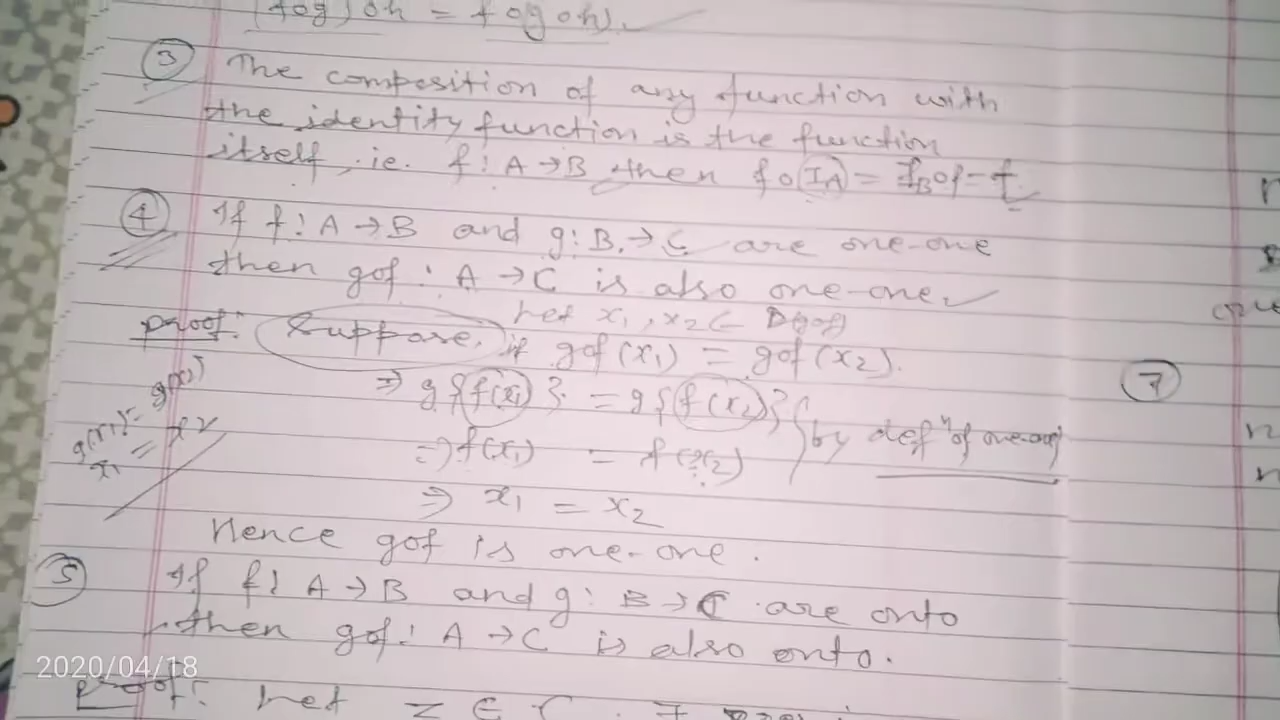 (fog)oh = fo(goh).
③ The composition of any function with
the identity function is the function
itself, ie. f: A→B then fo(I_A) = I_Bof = f.
④ If f: A→B and g: B→C are one-one
then gof: A→C is also one-one.
Let x₁, x₂ ∈ Dgof
Proof: Suppose, if gof(x₁) = gof(x₂).
⇒ g{f(x₁)} = g{f(x₂)}
⇒ f(x₁) = f(x₂) } by defⁿ of one-one
⇒ x₁ = x₂
g(x₁) = g(x₂)
x₁ = x₂
Hence gof is one-one.
⑤ If f: A→B and g: B→C are onto
then gof: A→C is also onto.
Proof: Let z ∈ C.
⑦
2020/04/18